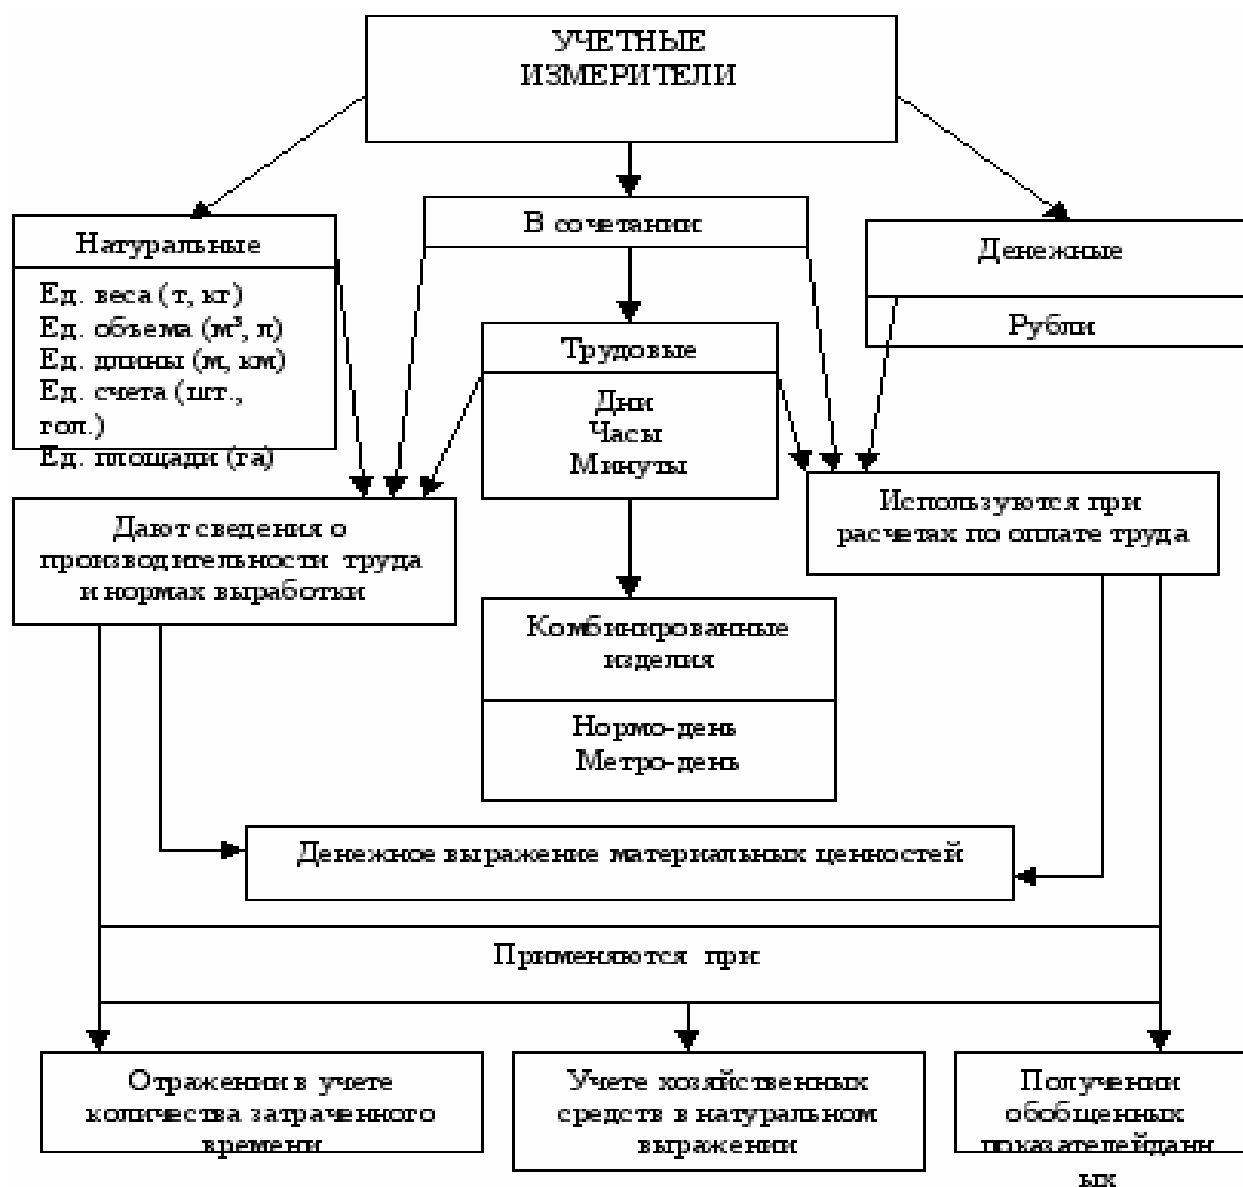 УЧЕТНЫЕ
ИЗМЕРИТЕЛИ
В сочетании
Натуральные
Ед. веса (т, кг)
Ед. объема (м³, л)
Ед. длины (м, км)
Ед. счета (шт.,
гол.)
Ед. площади (га)
Денежные
Рубли
Трудовые
Дни
Часы
Минуты
Дают сведения о
производительности труда
и нормах выработки
Используются при
расчетах по оплате труда
Комбинированные
изделия
Нормо-день
Метро-день
Денежное выражение материальных ценностей
Применяются при
Отражении в учете
количества затраченного
времени
Учете хозяйственных
средств в натуральном
выражении
Получении
обобщенных
показателейданн
ых